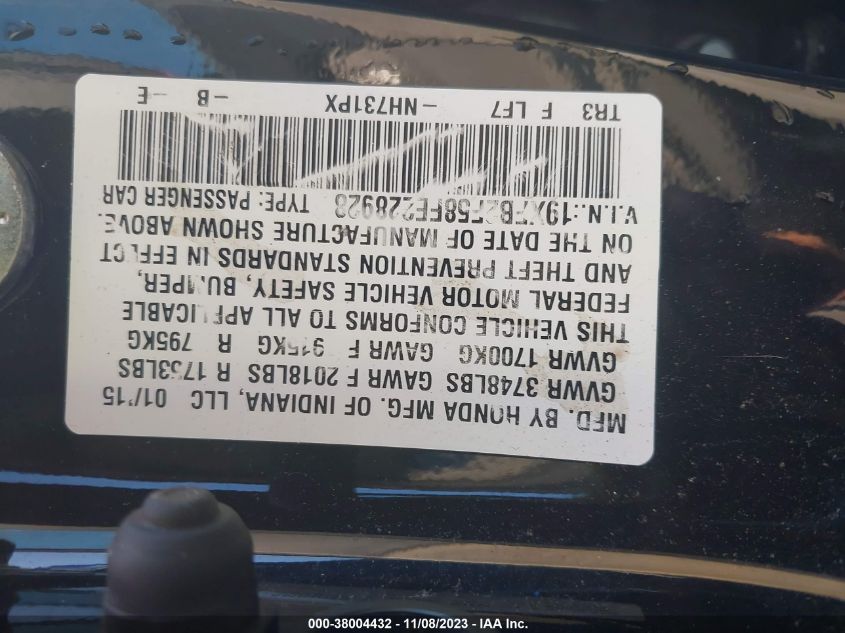 MFD. BY HONDA MFG. OF INDIANA, LLC 01/15
GVWR 3748LBS GAWR F 2018LBS R 1753LBS
GVWR 1700KG GAWR F 915KG R 795KG
THIS VEHICLE CONFORMS TO ALL APPLICABLE
FEDERAL MOTOR VEHICLE SAFETY, BUMPER,
AND THEFT PREVENTION STANDARDS IN EFFECT
ON THE DATE OF MANUFACTURE SHOWN ABOVE.
V.I.N.:19XFB2F58FE228928 TYPE: PASSENGER CAR
TR3 F LF7 -NH731PX -B -E
000-38004432 - 11/08/2023 - IAA Inc.